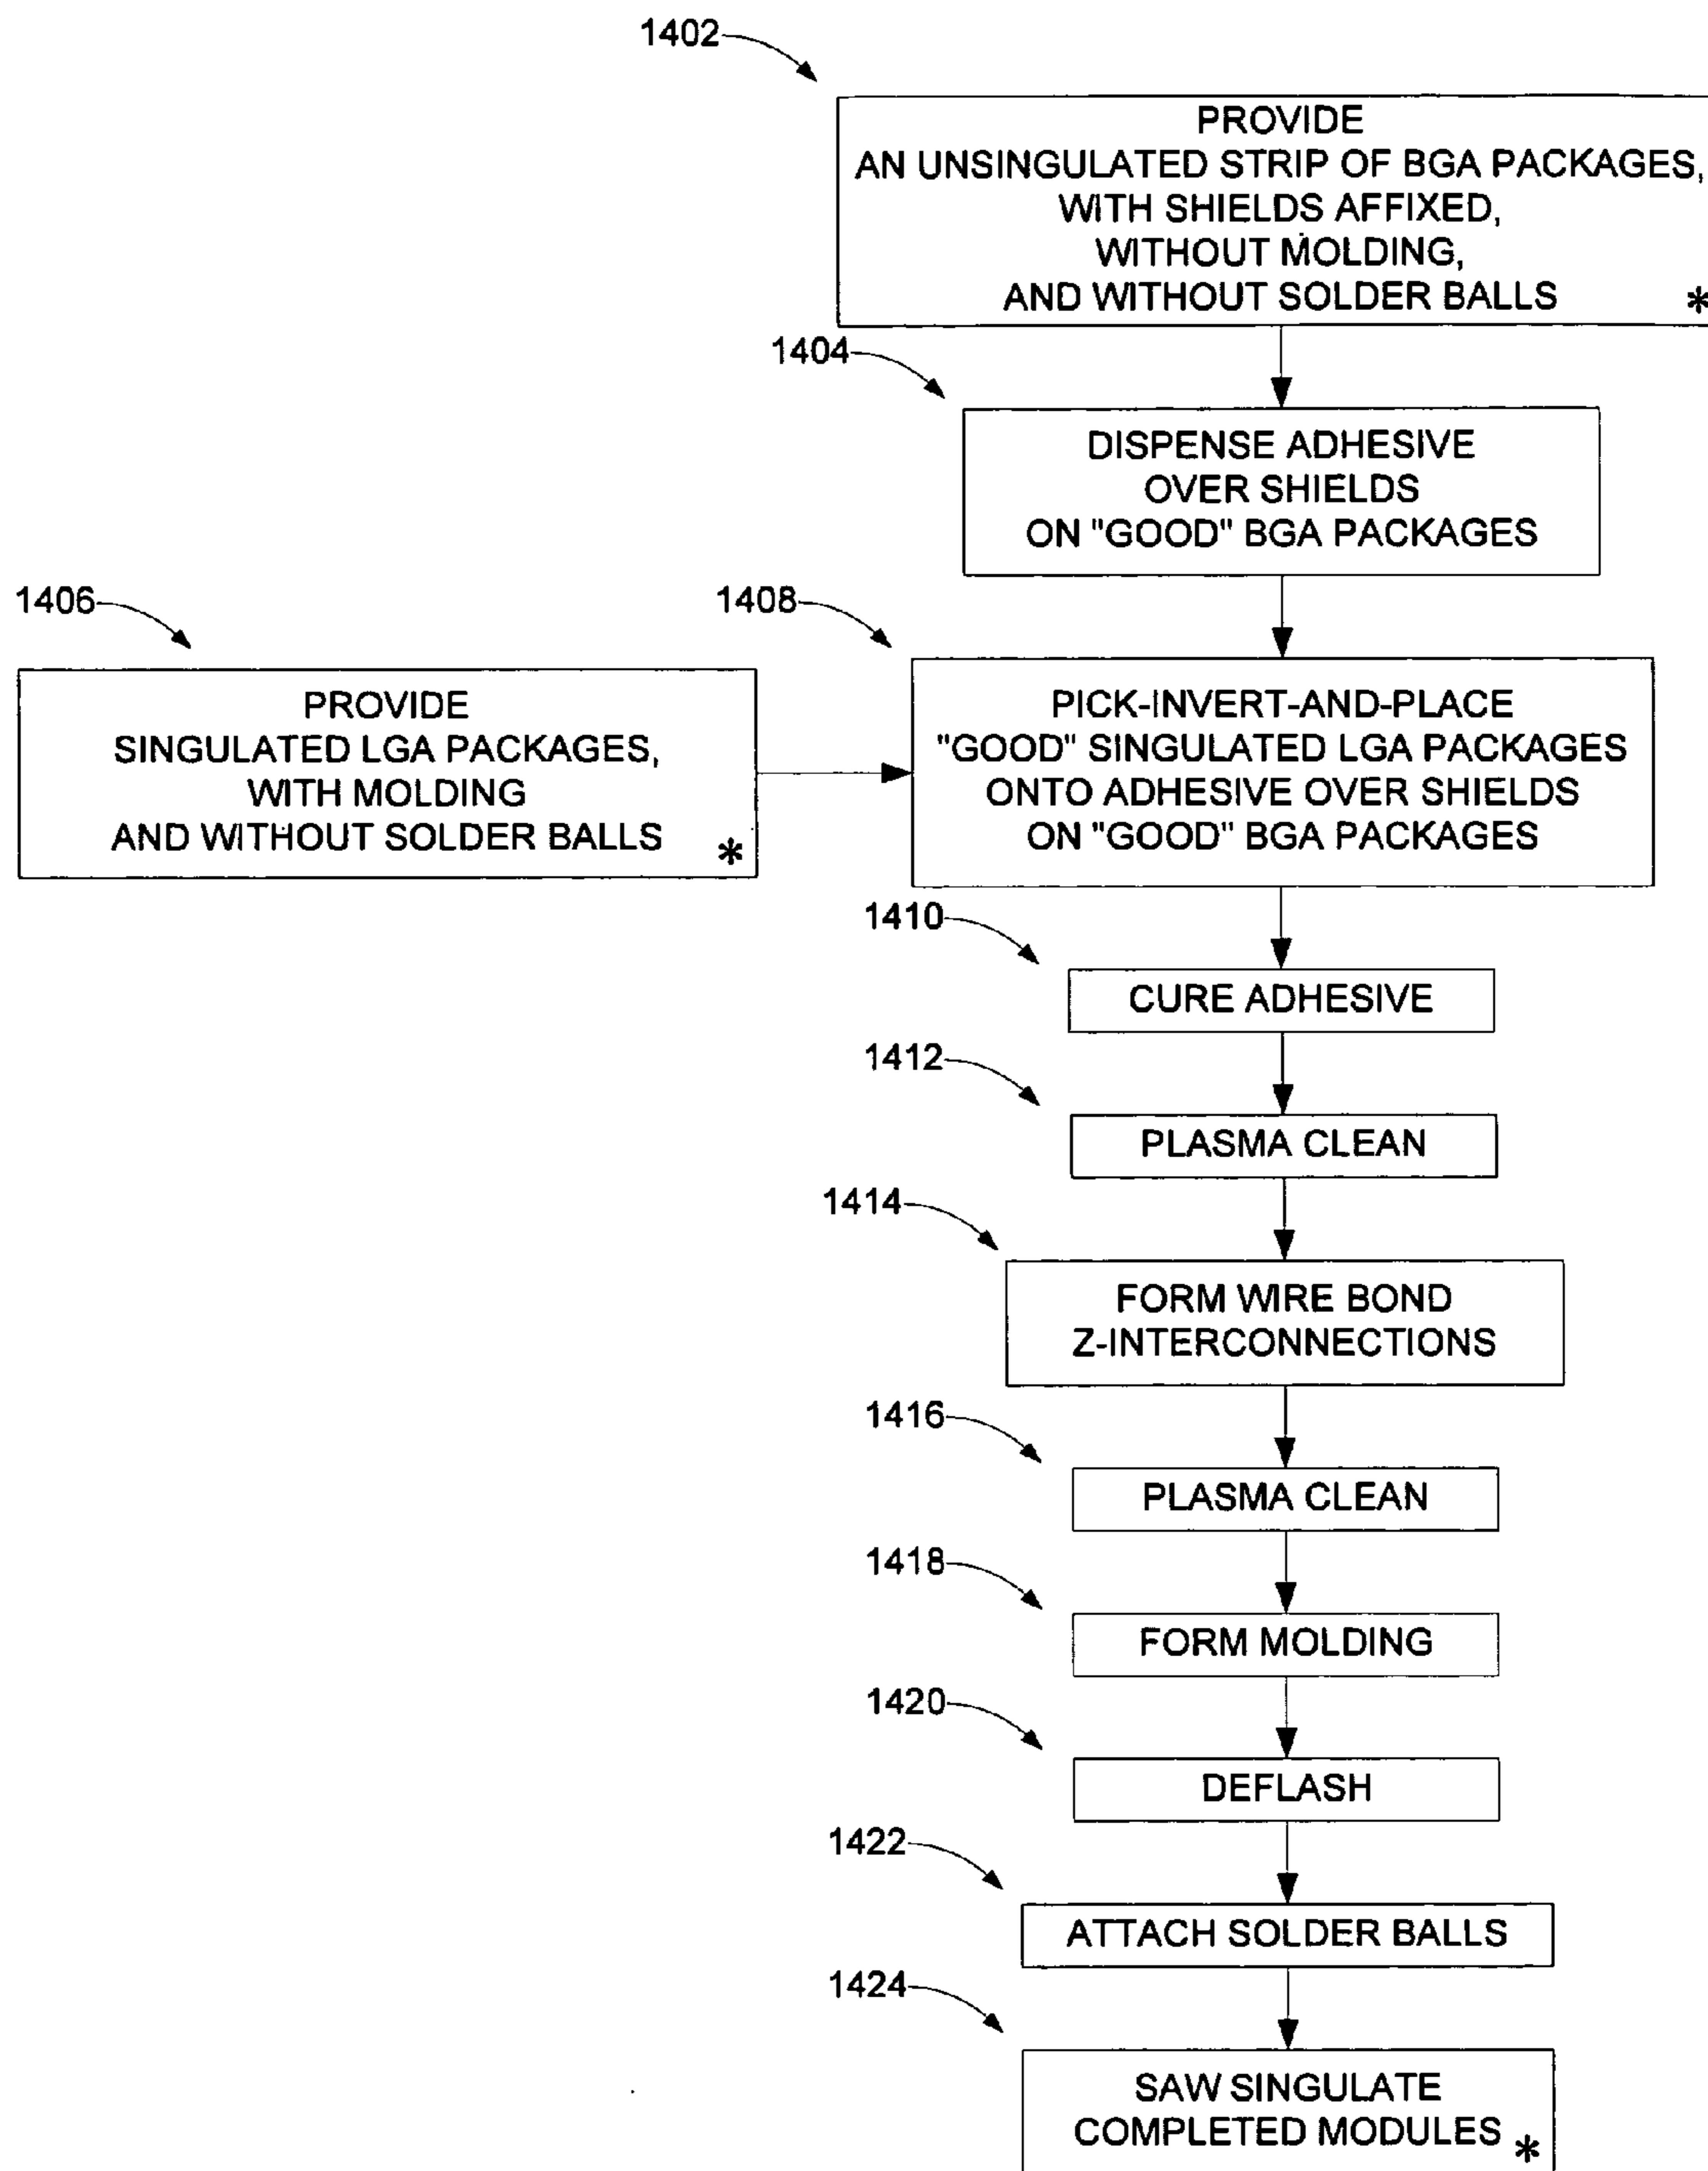 1402
PROVIDE
AN UNSINGULATED STRIP OF BGA PACKAGES,
WITH SHIELDS AFFIXED,
WITHOUT MOLDING,
AND WITHOUT SOLDER BALLS *
1404
DISPENSE ADHESIVE
OVER SHIELDS
ON "GOOD" BGA PACKAGES
1406
PROVIDE
SINGULATED LGA PACKAGES,
WITH MOLDING
AND WITHOUT SOLDER BALLS *
1408
PICK-INVERT-AND-PLACE
"GOOD" SINGULATED LGA PACKAGES
ONTO ADHESIVE OVER SHIELDS
ON "GOOD" BGA PACKAGES
1410
CURE ADHESIVE
1412
PLASMA CLEAN
1414
FORM WIRE BOND
Z-INTERCONNECTIONS
1416
PLASMA CLEAN
1418
FORM MOLDING
1420
DEFLASH
1422
ATTACH SOLDER BALLS
1424
SAW SINGULATE
COMPLETED MODULES *